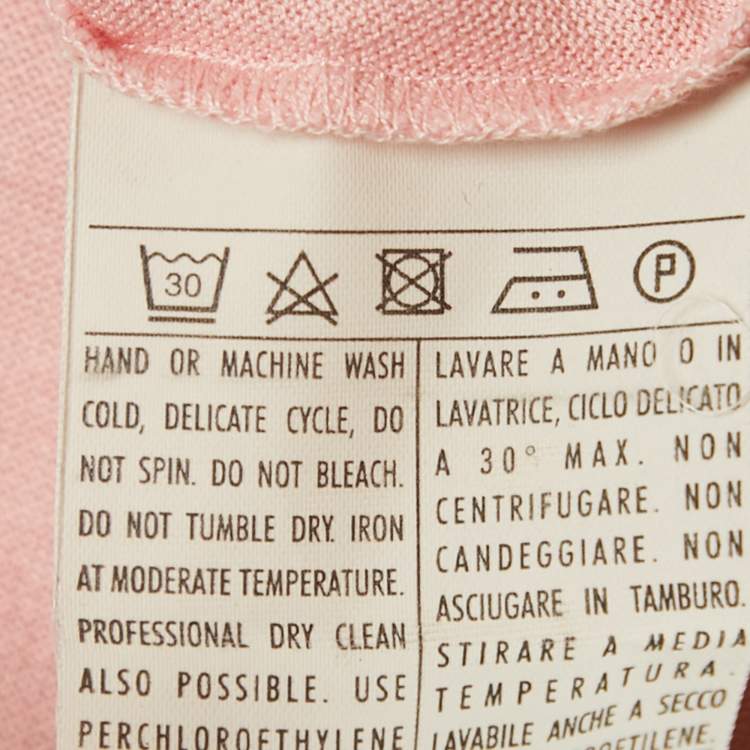 30
P
HAND OR MACHINE WASH
COLD, DELICATE CYCLE, DO
NOT SPIN. DO NOT BLEACH.
DO NOT TUMBLE DRY. IRON
AT MODERATE TEMPERATURE.
PROFESSIONAL DRY CLEAN
ALSO POSSIBLE. USE
PERCHLOROETHYLENE
LAVARE A MANO O IN
LAVATRICE, CICLO DELICATO
A 30° MAX. NON
CENTRIFUGARE. NON
CANDEGGIARE. NON
ASCIUGARE IN TAMBURO.
STIRARE A MEDIA
TEMPERATURA.
LAVABILE ANCHE A SECCO